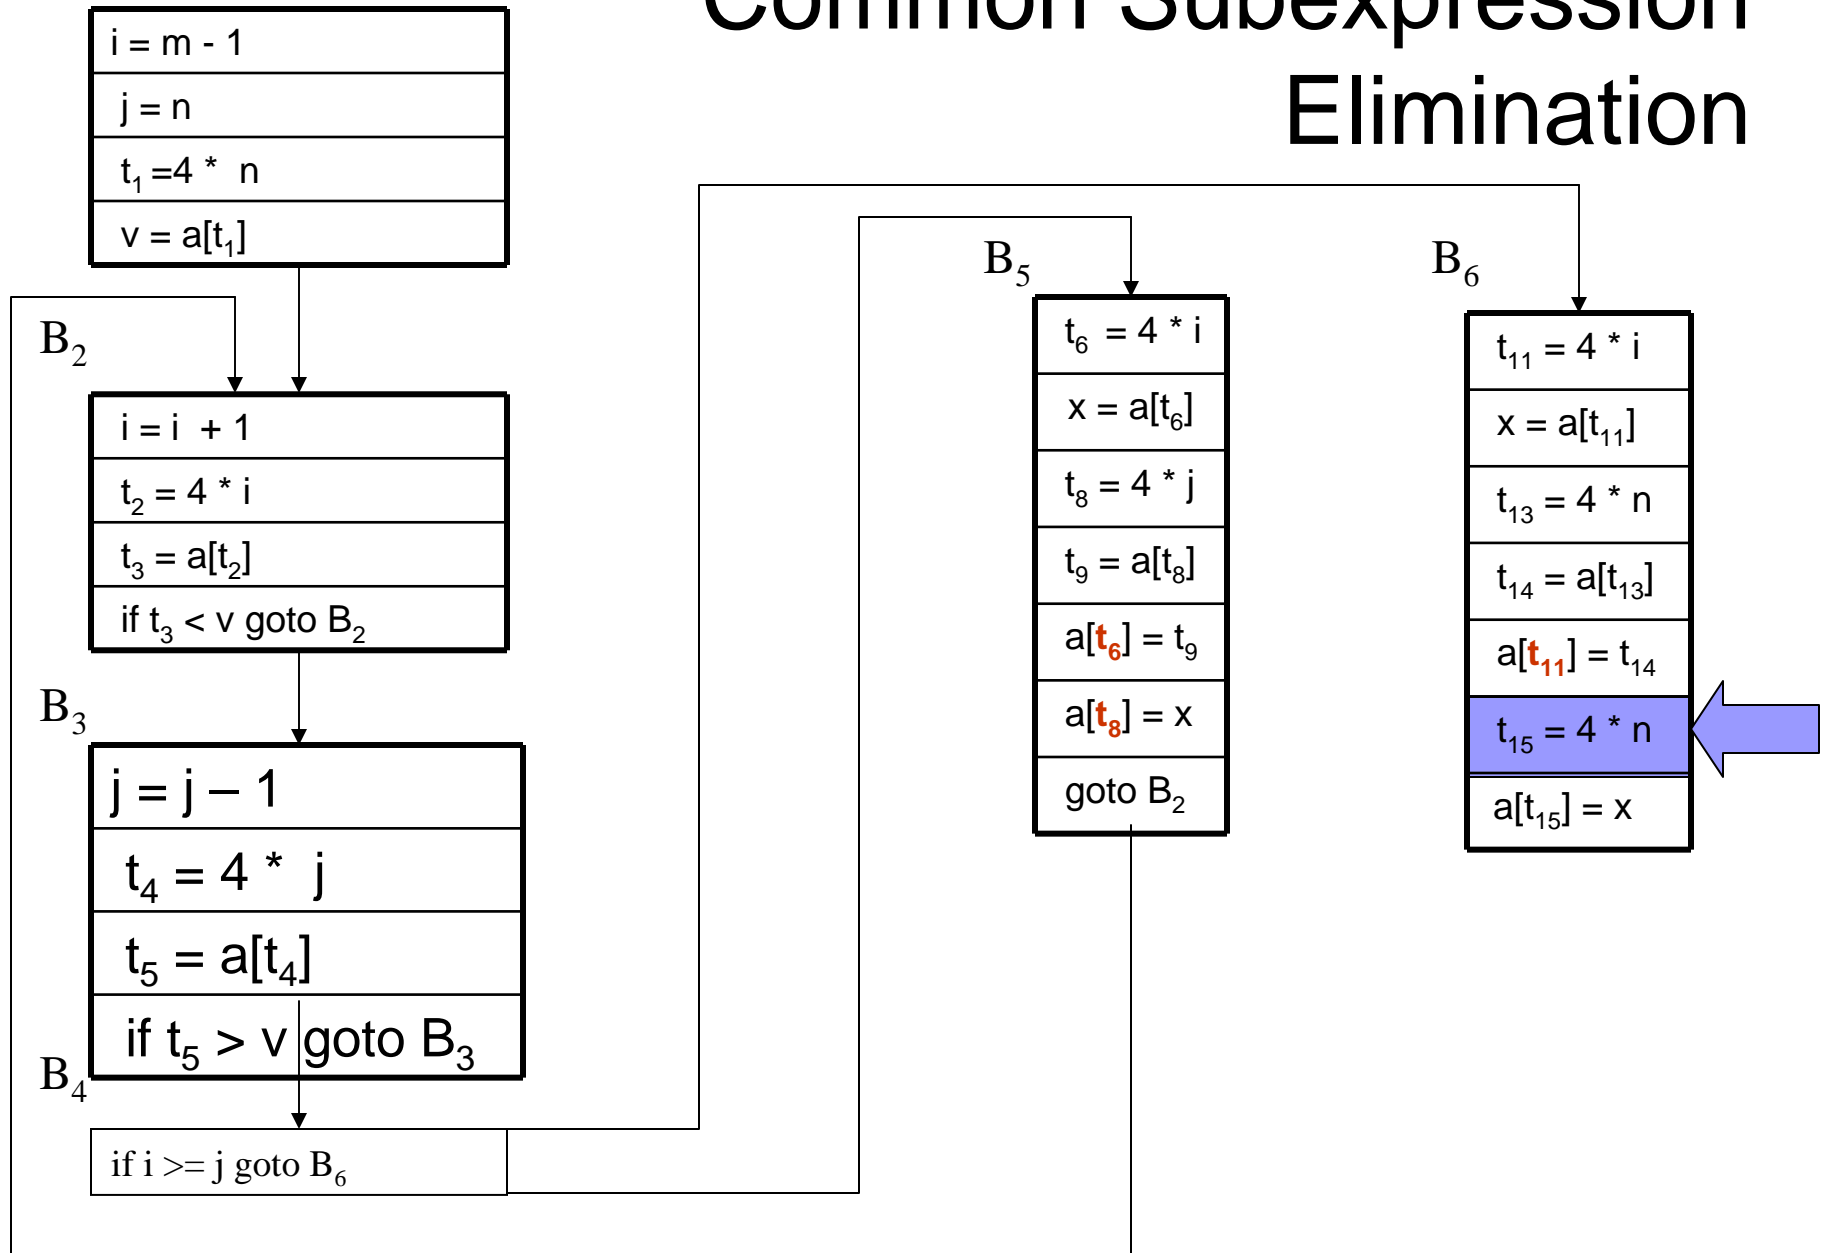 Common Subexpression
Elimination
i = m - 1
j = n
t₁ =4 * n
v = a[t₁]
B₂
i = i + 1
t₂ = 4 * i
t₃ = a[t₂]
if t₃ < v goto B₂
B₃
j = j – 1
t₄ = 4 * j
t₅ = a[t₄]
if t₅ > v goto B₃
B₄
if i >= j goto B₆
B₅
t₆ = 4 * i
x = a[t₆]
t₈ = 4 * j
t₉ = a[t₈]
a[t₆] = t₉
a[t₈] = x
goto B₂
B₆
t₁₁ = 4 * i
x = a[t₁₁]
t₁₃ = 4 * n
t₁₄ = a[t₁₃]
a[t₁₁] = t₁₄
t₁₅ = 4 * n
a[t₁₅] = x